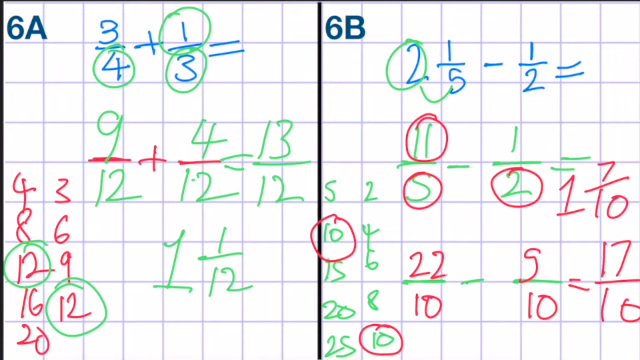 6A
3/4 + 1/3 =
9/12 + 4/12 = 13/12
4 3
8 6
12 9
16 12
20
1 1/12
6B
2 1/5 - 1/2 =
11/5 - 1/2 = 1 7/10
5 2
10 4
15 6
20 8
25 10
22/10 - 5/10 = 17/10